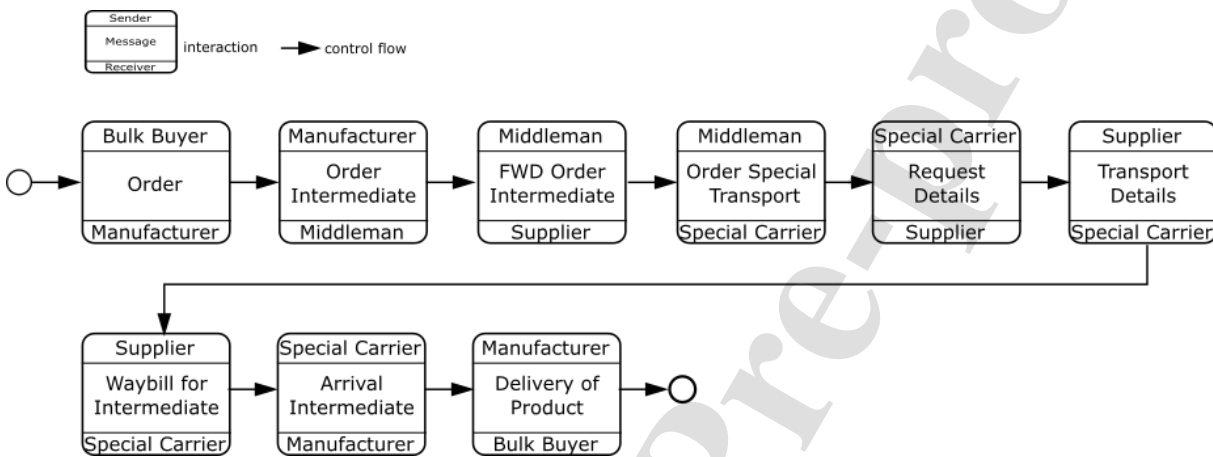 Sender
Message
Receiver
interaction
control flow
Bulk Buyer
Order
Manufacturer
Manufacturer
Order
Intermediate
Middleman
Middleman
FWD Order
Intermediate
Supplier
Middleman
Order Special
Transport
Special Carrier
Special Carrier
Request
Details
Supplier
Supplier
Transport
Details
Special Carrier
Supplier
Waybill for
Intermediate
Special Carrier
Special Carrier
Arrival
Intermediate
Manufacturer
Manufacturer
Delivery of
Product
Bulk Buyer
Pre-pro